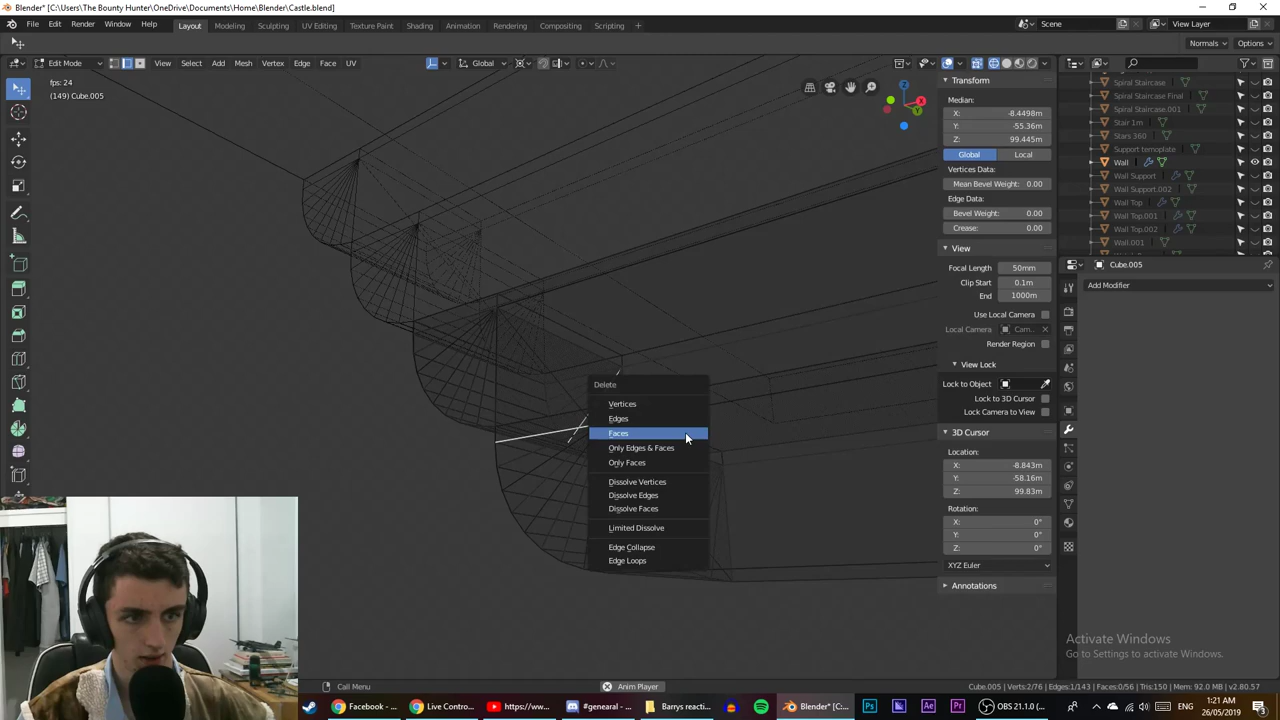 Blender* [C:\Users\The Bounty Hunter\OneDrive\Documents\Home\Blender\Castle.blend]
File Edit Render Window Help Layout Modeling Sculpting UV Editing Texture Paint Shading Animation Rendering Compositing Scripting + Scene View Layer
Normals Options
Edit Mode View Select Add Mesh Vertex Edge Face UV Global
fps: 24
(149) Cube.005
Transform
Median:
X: -8.4498m
Y: -55.36m
Z: 99.445m
Global Local
Vertices Data:
Mean Bevel Weight: 0.00
Edge Data:
Bevel Weight: 0.00
Crease: 0.00
View
Focal Length 50mm
Clip Start 0.1m
End 1000m
Use Local Camera
Local Camera Cam...
Render Region
View Lock
Lock to Object
Lock to 3D Cursor
Lock Camera to View
3D Cursor
Location:
X: -8.843m
Y: -58.16m
Z: 99.83m
Rotation:
X: 0°
Y: 0°
Z: 0°
XYZ Euler
Annotations
Spiral Staircase
Spiral Staircase Final
Spiral Staircase.001
Stair 1m
Stars 360
Support temoplate
Wall
Wall Support
Wall Support.002
Wall Top
Wall Top.001
Wall Top.002
Wall.001
Cube.005
Add Modifier
Delete
Vertices
Edges
Faces
Only Edges & Faces
Only Faces
Dissolve Vertices
Dissolve Edges
Dissolve Faces
Limited Dissolve
Edge Collapse
Edge Loops
Activate Windows
Go to Settings to activate Windows.
Call Menu Anim Player Cube.005 | Verts:2/76 | Edges:1/143 | Faces:0/56 | Tris:150 | Mem: 92.0 MB | v2.80.57
Facebook - ... Live Contro... https://ww... #genearal - ... Barrys reacti... Blender* [C:... OBS 21.1.0 (... 1:21 AM
26/05/2019